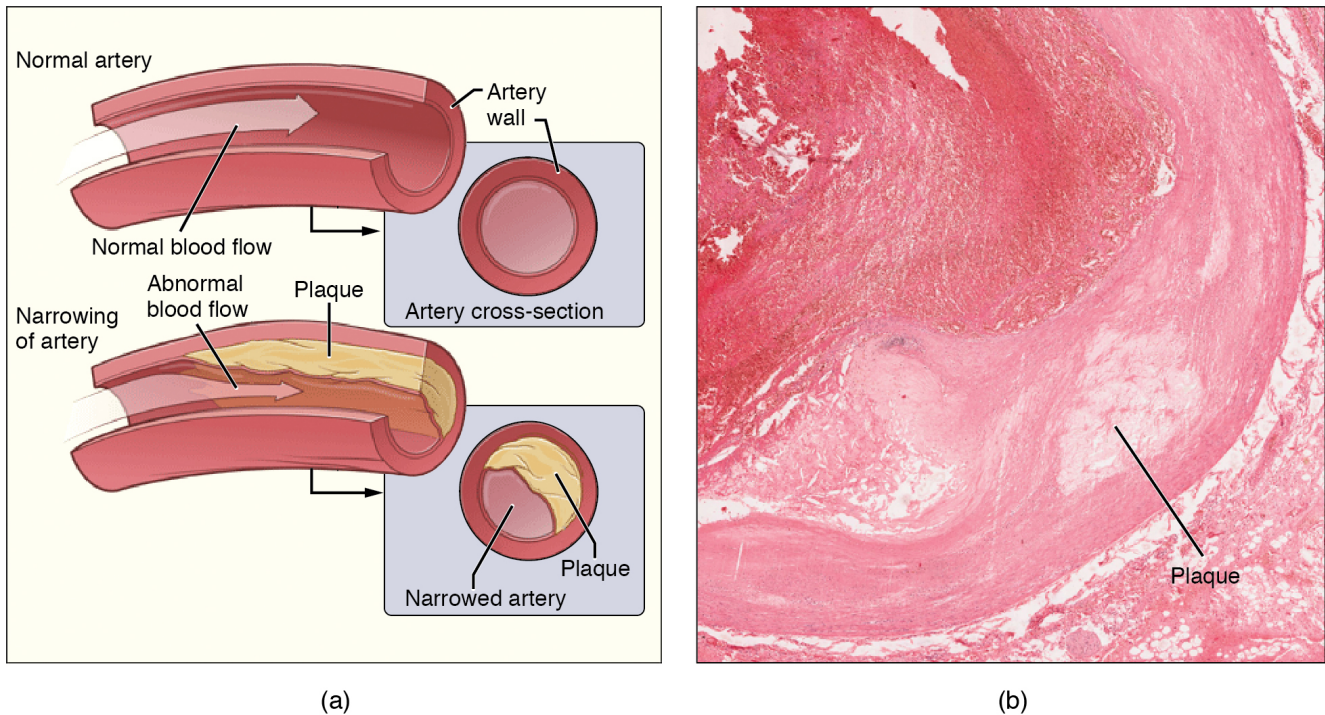 Normal artery
Artery
wall
Normal blood flow
Artery cross-section
Abnormal
blood flow
Plaque
Narrowing
of artery
Plaque
Narrowed artery
(a)
Plaque
(b)